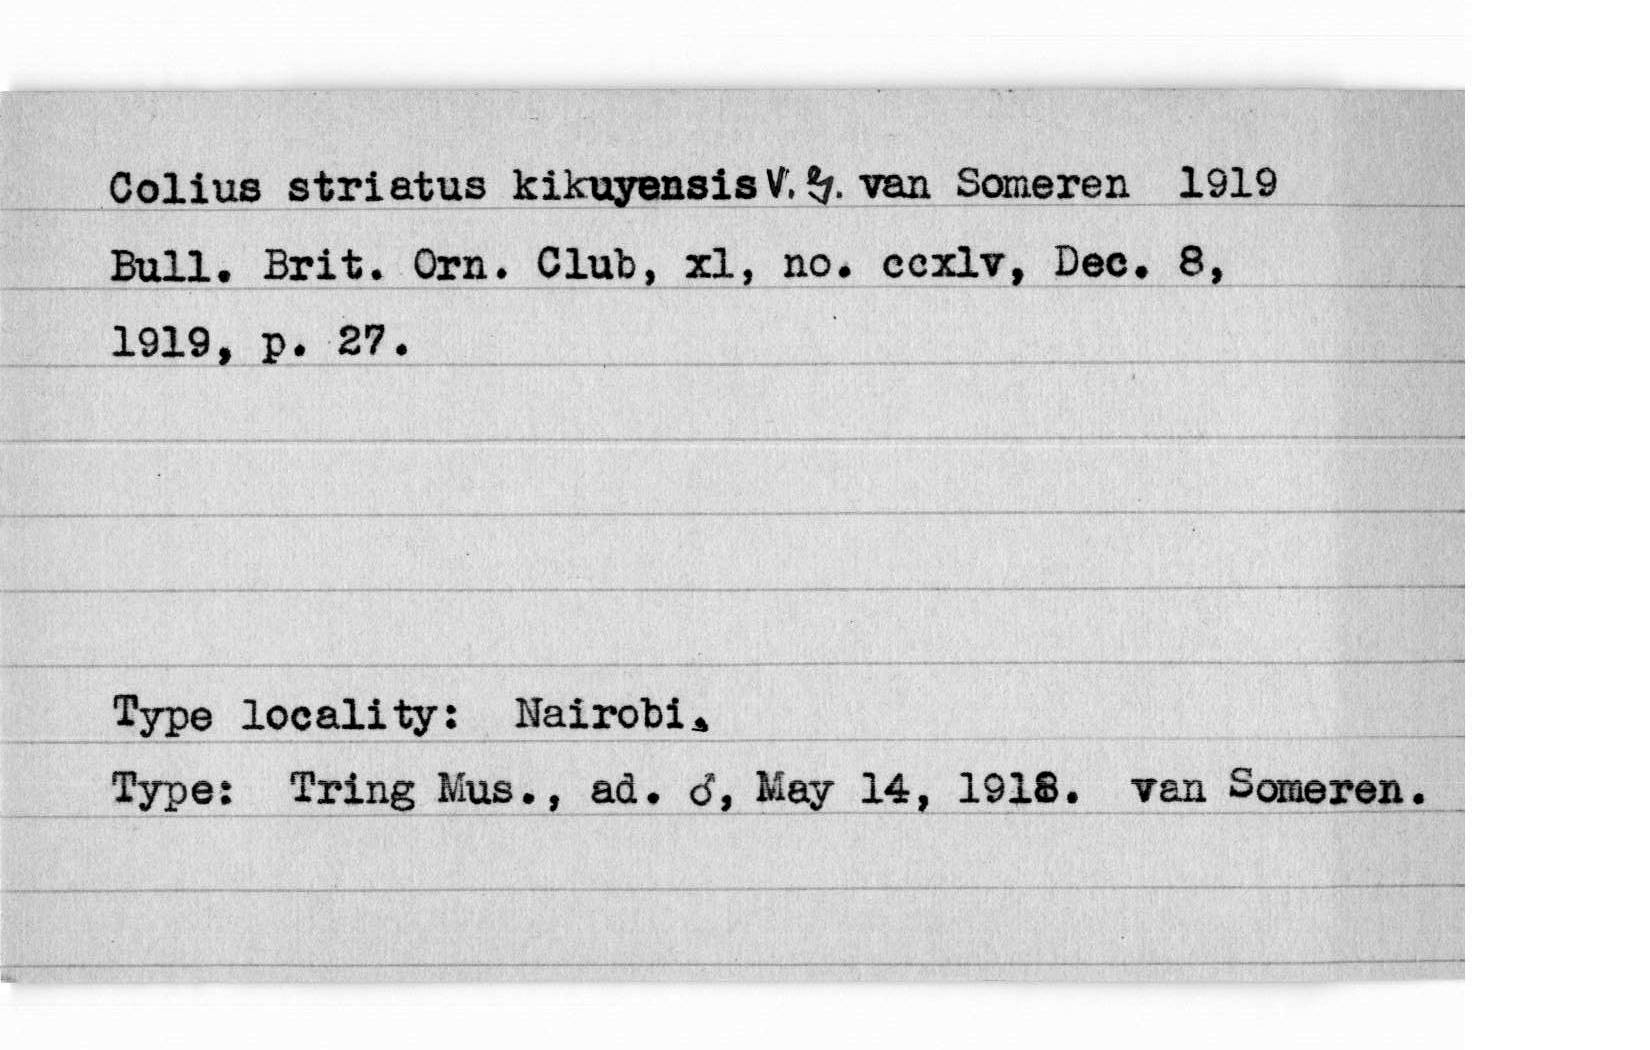 Colius striatus kikuyensis V. G. van Someren 1919
Bull. Brit. Orn. Club, xl, no. ccxlv, Dec. 8,
1919, p. 27.
Type locality: Nairobi.
Type: Tring Mus., ad. ♂, May 14, 1918. van Someren.